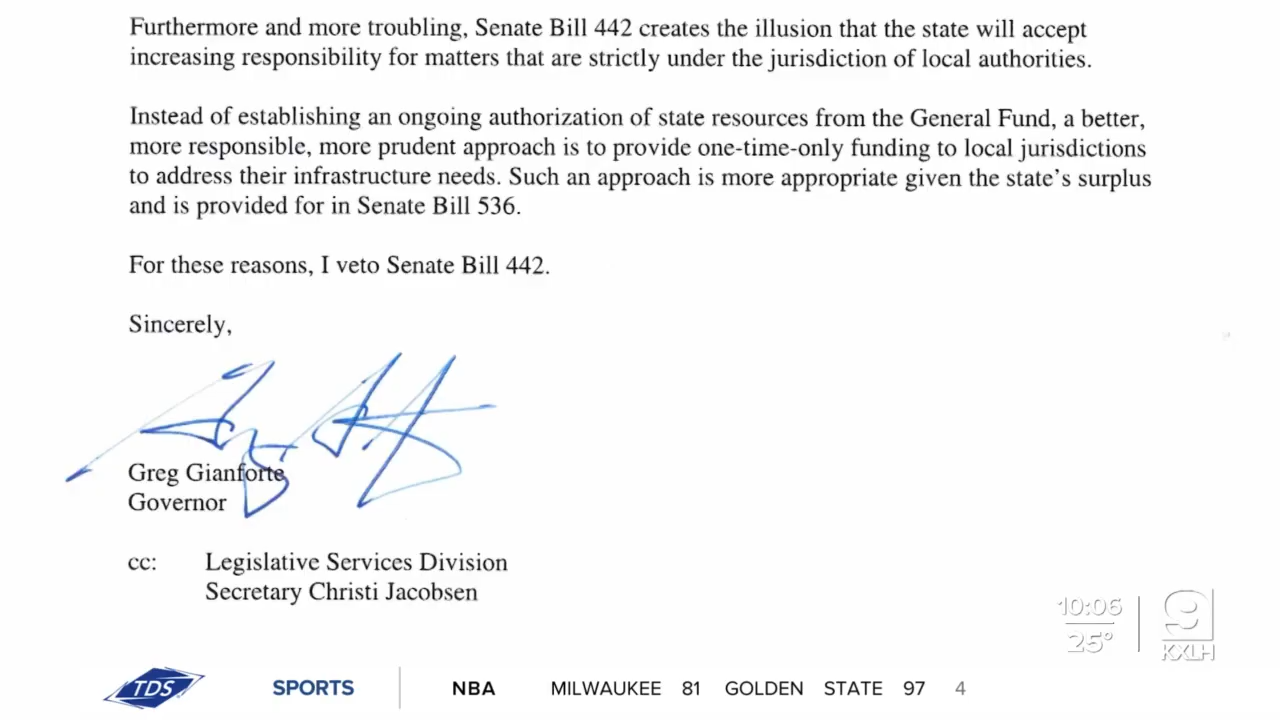 Furthermore and more troubling, Senate Bill 442 creates the illusion that the state will accept
increasing responsibility for matters that are strictly under the jurisdiction of local authorities.
Instead of establishing an ongoing authorization of state resources from the General Fund, a better,
more responsible, more prudent approach is to provide one-time-only funding to local jurisdictions
to address their infrastructure needs. Such an approach is more appropriate given the state's surplus
and is provided for in Senate Bill 536.
For these reasons, I veto Senate Bill 442.
Sincerely,
Greg Gianforte
Governor
cc: Legislative Services Division
Secretary Christi Jacobsen
10:06
25°
9
KXLH
TDS SPORTS NBA MILWAUKEE 81 GOLDEN STATE 97 4